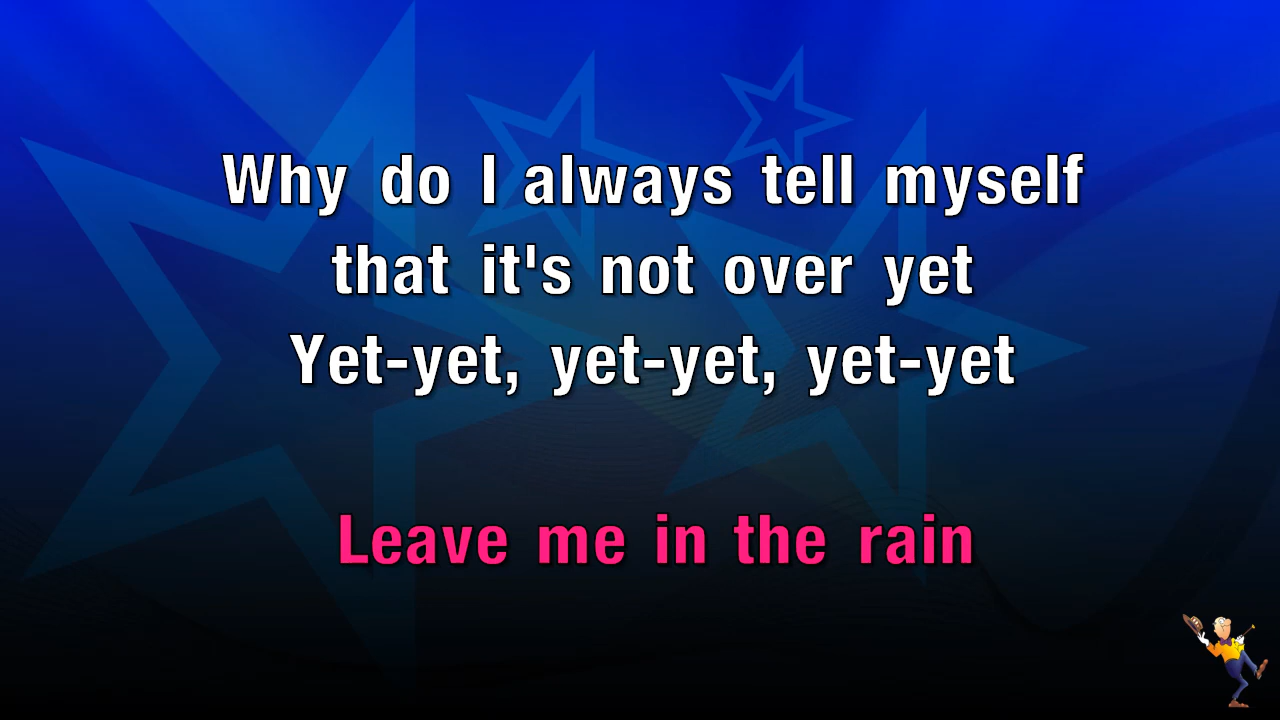 Why do I always tell myself
that it's not over yet
Yet-yet, yet-yet, yet-yet
Leave me in the rain